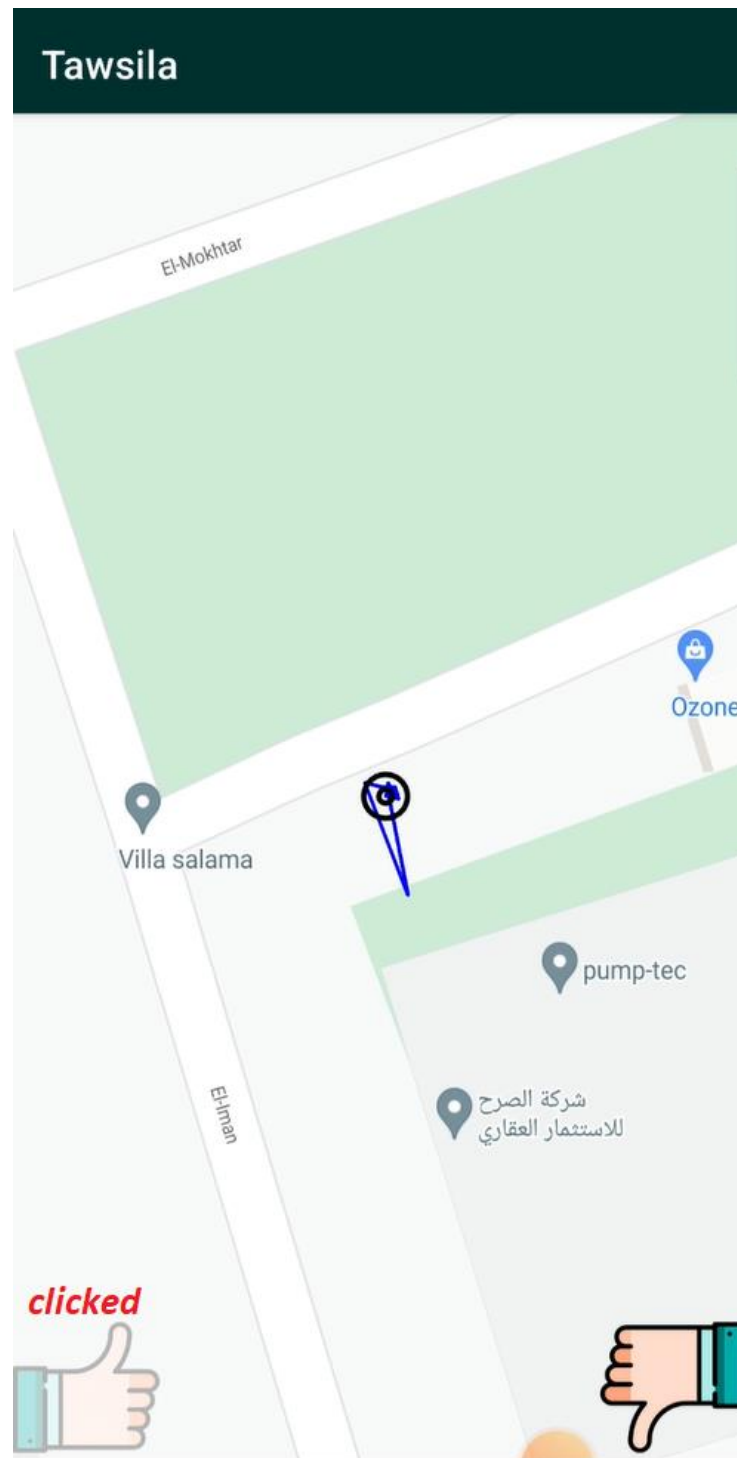 Tawsila
El-Mokhtar
Ozone
Villa salama
pump-tec
شركة الصرح
للاستثمار العقاري
El-Iman
clicked